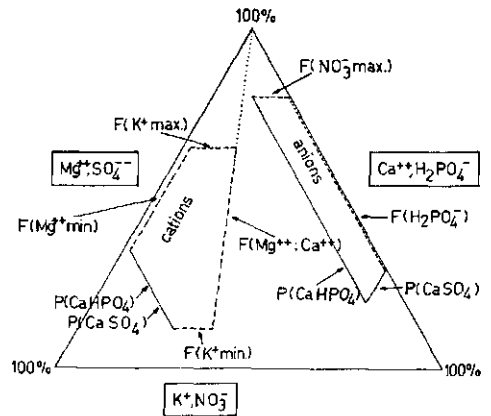 100%
F(NO₃⁻max.)
F(K⁺max.)
Mg⁺⁺,SO₄⁻⁻
anions
Ca⁺⁺,H₂PO₄⁻
F(Mg⁺⁺min)
cations
F(H₂PO₄⁻)
F(Mg⁺⁺;Ca⁺⁺)
P(CaHPO₄)
P(CaSO₄)
P(CaHPO₄)
P(CaSO₄)
F(K⁺min.)
100%
100%
K⁺,NO₃⁻